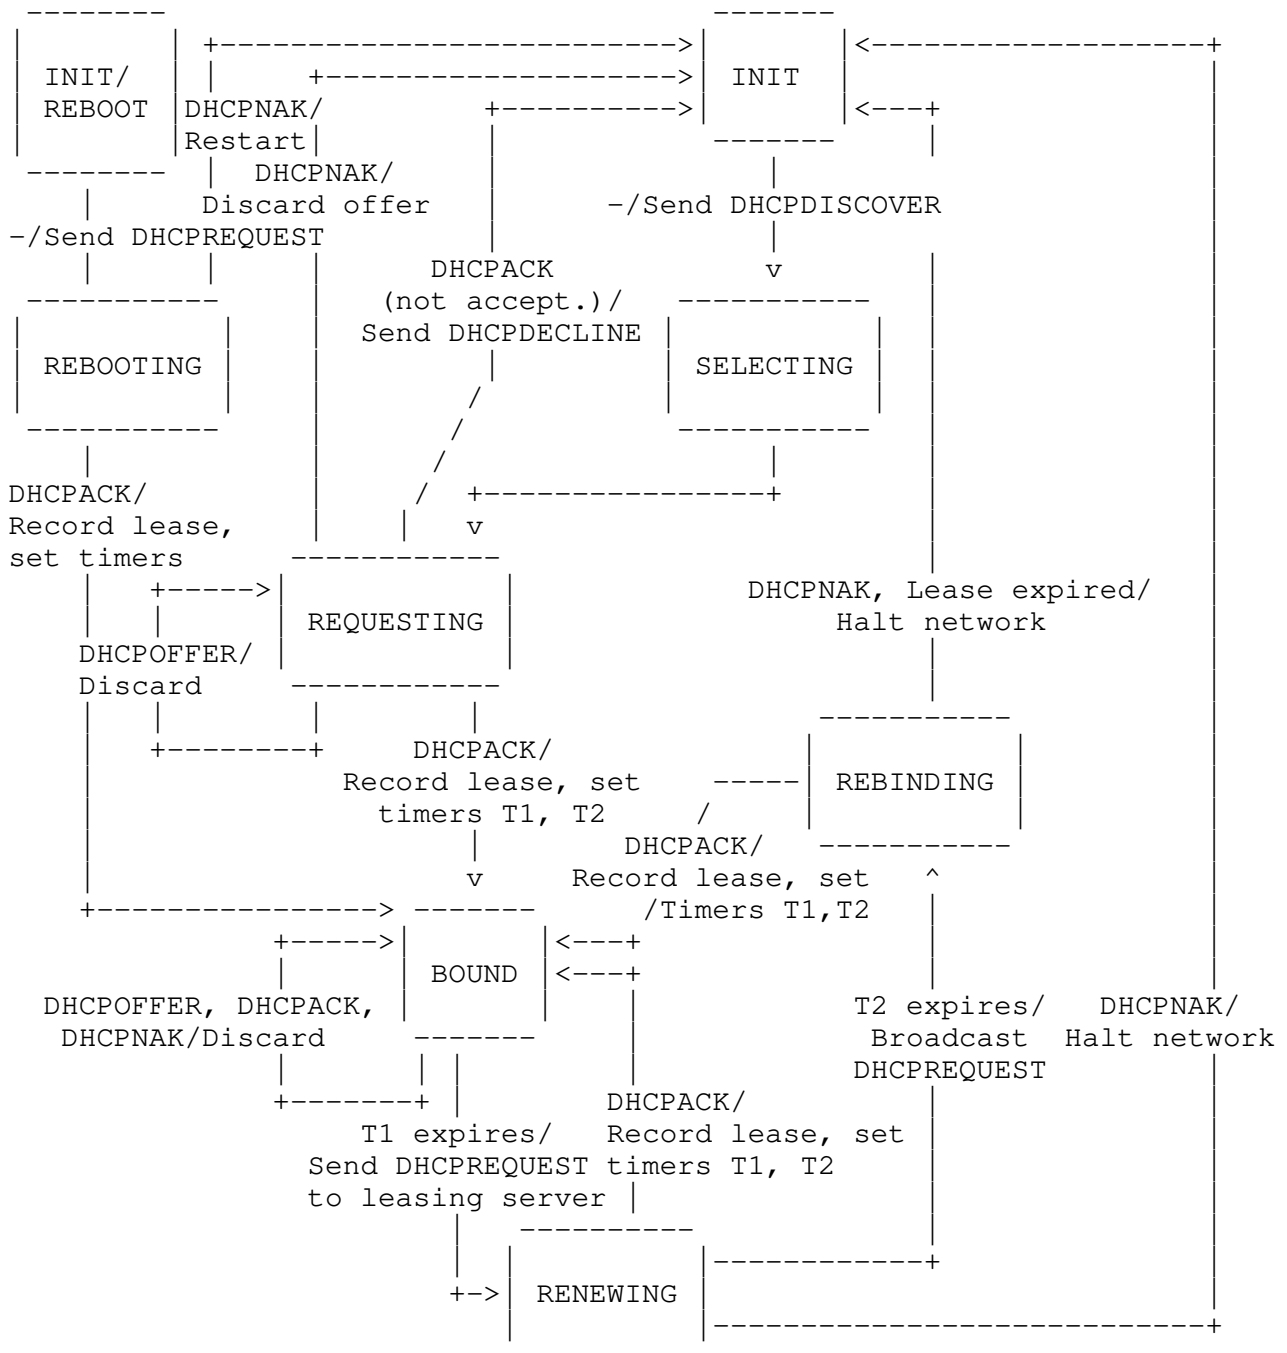 INIT/ INIT
REBOOT DHCPNAK/
Restart
DHCPNAK/
Discard offer -/Send DHCPDISCOVER
-/Send DHCPREQUEST
DHCPACK v
(not accept.)/
Send DHCPDECLINE
REBOOTING SELECTING
DHCPACK/
Record lease, v
set timers
DHCPNAK, Lease expired/
REQUESTING Halt network
DHCPOFFER/
Discard
DHCPACK/
Record lease, set REBINDING
timers T1, T2
DHCPACK/
v Record lease, set
/Timers T1,T2
BOUND
DHCPOFFER, DHCPACK, T2 expires/ DHCPNAK/
DHCPNAK/Discard Broadcast Halt network
DHCPREQUEST
DHCPACK/
T1 expires/ Record lease, set
Send DHCPREQUEST timers T1, T2
to leasing server
RENEWING